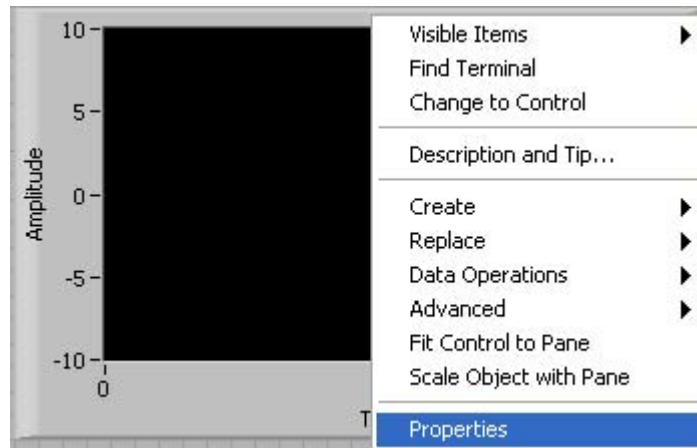 10
5
0
-5
-10
Amplitude
0
T
Visible Items
Find Terminal
Change to Control
Description and Tip...
Create
Replace
Data Operations
Advanced
Fit Control to Pane
Scale Object with Pane
Properties